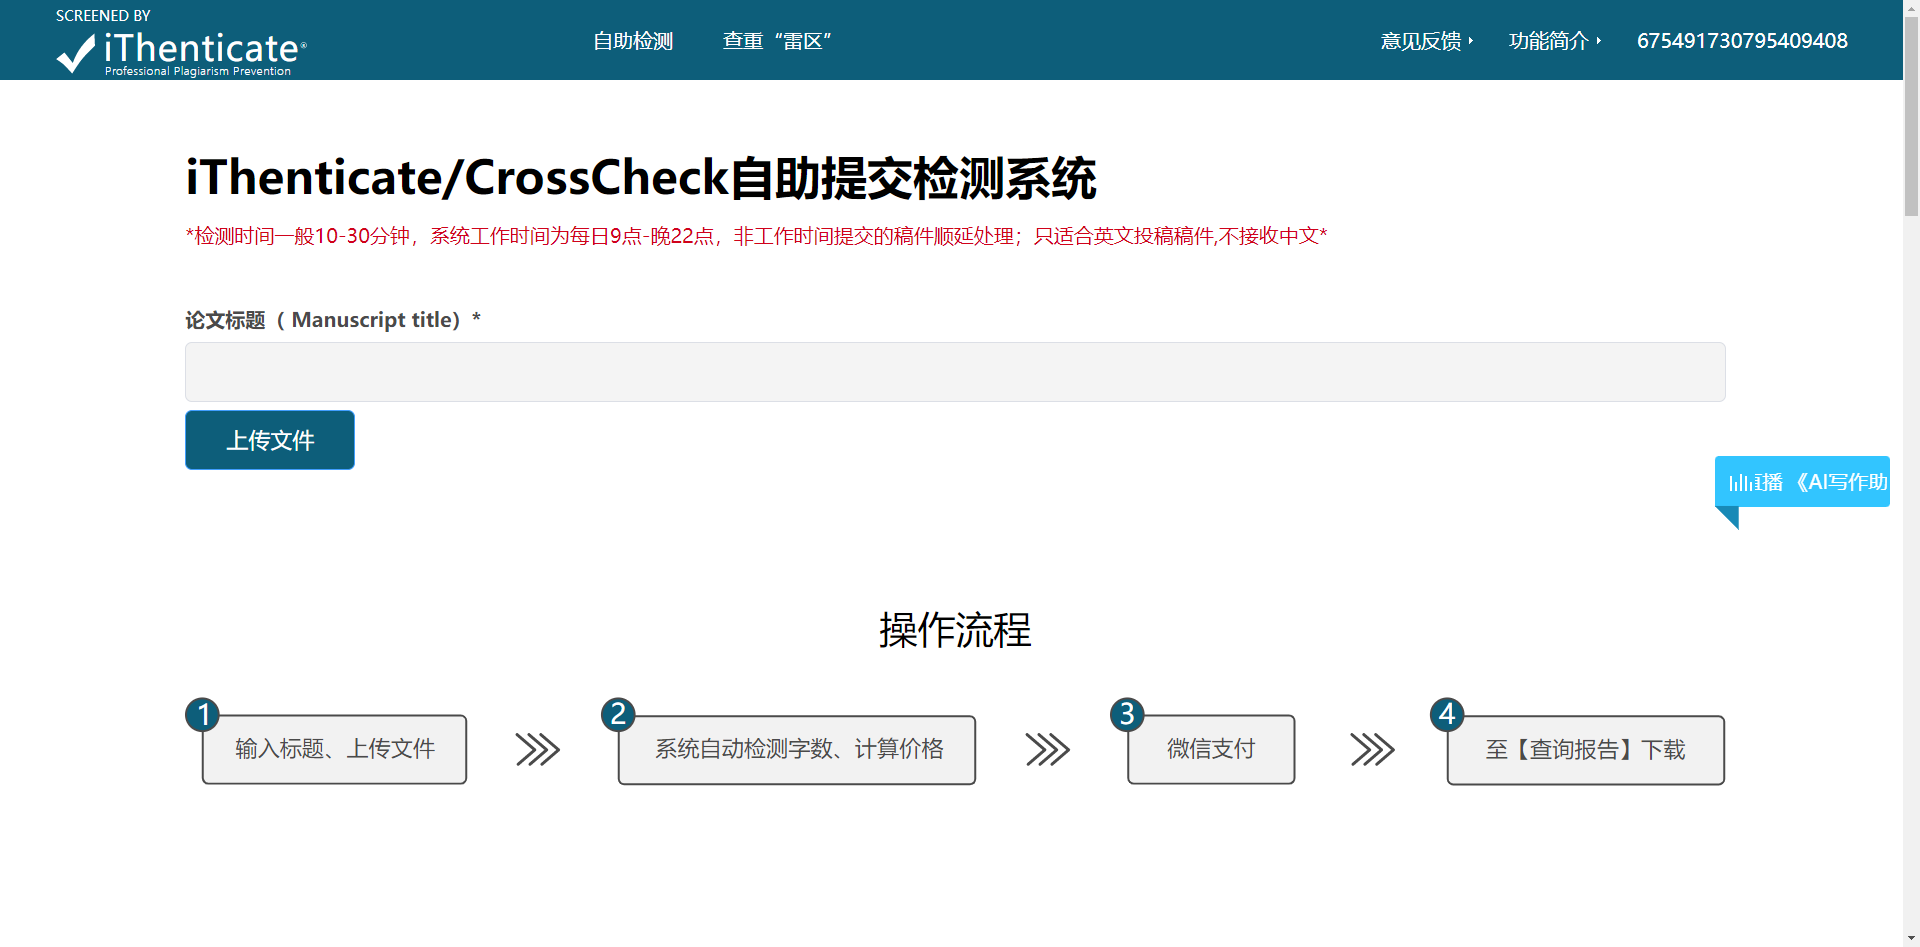 SCREENED BY
iThenticate®
Professional Plagiarism Prevention
自助检测
查重“雷区”
意见反馈
功能简介
675491730795409408
iThenticate/CrossCheck自助提交检测系统
*检测时间一般10-30分钟，系统工作时间为每日9点-晚22点，非工作时间提交的稿件顺延处理；只适合英文投稿稿件,不接收中文*
论文标题（ Manuscript title）*
上传文件
播 《AI写作助
操作流程
1
输入标题、上传文件
2
系统自动检测字数、计算价格
3
微信支付
4
至【查询报告】下载